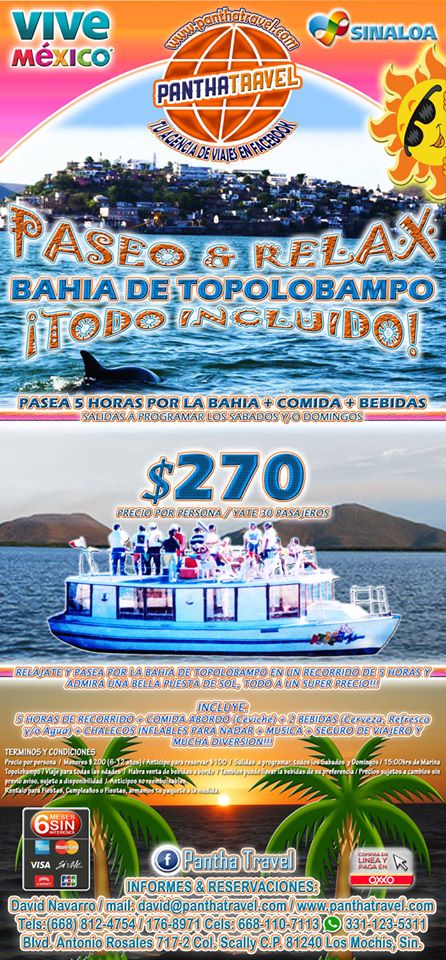 VIVE
MÉXICO
SINALOA
www.panthatravel.com
PANTHATRAVEL
TU AGENCIA DE VIAJES EN FACEBOOK
PASEO & RELAX
BAHIA DE TOPOLOBAMPO
¡TODO INCLUIDO!
PASEA 5 HORAS POR LA BAHIA + COMIDA + BEBIDAS
SALIDAS A PROGRAMAR LOS SABADOS Y/O DOMINGOS
$270
PRECIO POR PERSONA / YATE 30 PASAJEROS
RELAJATE Y PASEA POR LA BAHIA DE TOPOLOBAMPO EN UN RECORRIDO DE 5 HORAS Y
ADMIRA UNA BELLA PUESTA DE SOL, TODO A UN SUPER PRECIO!!!
INCLUYE:
5 HORAS DE RECORRIDO + COMIDA ABORDO (Ceviche) + 2 BEBIDAS (Cerveza, Refresco
y/o Agua) + CHALECOS INFLABLES PARA NADAR + MUSICA + SEGURO DE VIAJERO Y
MUCHA DIVERSION!!!
TERMINOS Y CONDICIONES
Precio por persona / Menores $200 (6-12 años) / Anticipo para reservar $100 / Salidas a programar todos los Sabados y Domingos / 15:00hrs de Marina
Topolobampo / Viaje para todas las edades / Habra venta de bebidas a bordo / Tambien puede llevar la bebidas de su preferencia / Precios sujetos a cambios sin
previo aviso, sujeto a disponibilidad / Anticipos no reembolsables.
Rentalo para Fiestas, Cumpleaños o Fiestas, armamos tu paquete a la medida.
6 MESES
SIN
INTERESES
MasterCard
VISA
Pantha Travel
COMPRA EN
LINEA Y
PAGA EN
OXXO
INFORMES & RESERVACIONES:
David Navarro / mail: david@panthatravel.com / www.panthatravel.com
Tels:(668) 812-4754 / 176-8971 Cels: 668-110-7113 331-123-5311
Blvd. Antonio Rosales 717-2 Col. Scally C.P. 81240 Los Mochis, Sin.